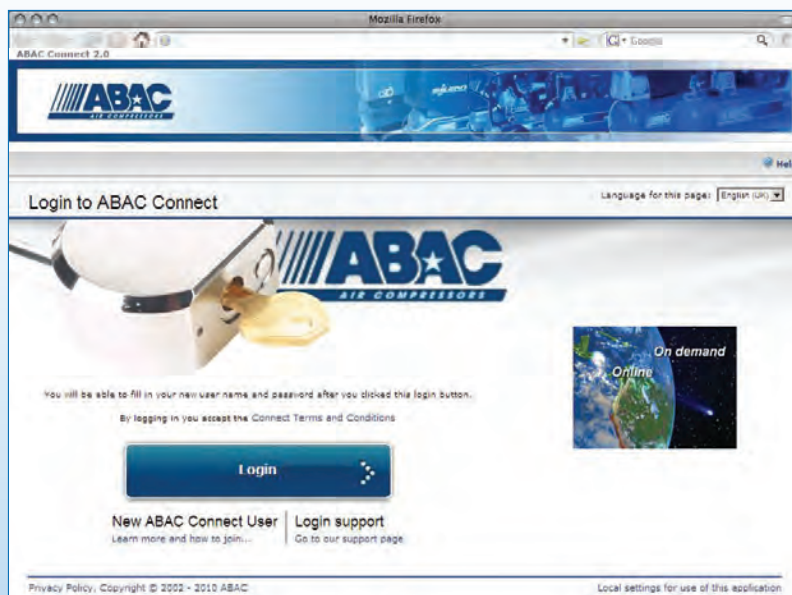 Mozilla Firefox
Google
ABAC Connect 2.0
ABAC
AIR COMPRESSORS
Hel
Login to ABAC Connect
Language for this page: English (UK)
ABAC
AIR COMPRESSORS
On demand
Online
You will be able to fill in your new user name and password after you clicked this login button.
By logging in you accept the Connect Terms and Conditions
Login
New ABAC Connect User
Login support
Learn more and how to join...
Go to our support page
Privacy Policy, Copyright © 2002 - 2010 ABAC
Local settings for use of this application